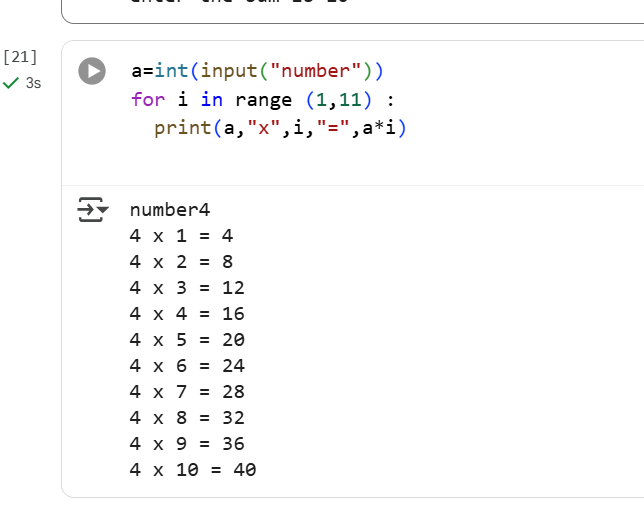 [21]
3s
a=int(input("number"))
for i in range (1,11) :
  print(a,"x",i,"=",a*i)
number4
4 x 1 = 4
4 x 2 = 8
4 x 3 = 12
4 x 4 = 16
4 x 5 = 20
4 x 6 = 24
4 x 7 = 28
4 x 8 = 32
4 x 9 = 36
4 x 10 = 40